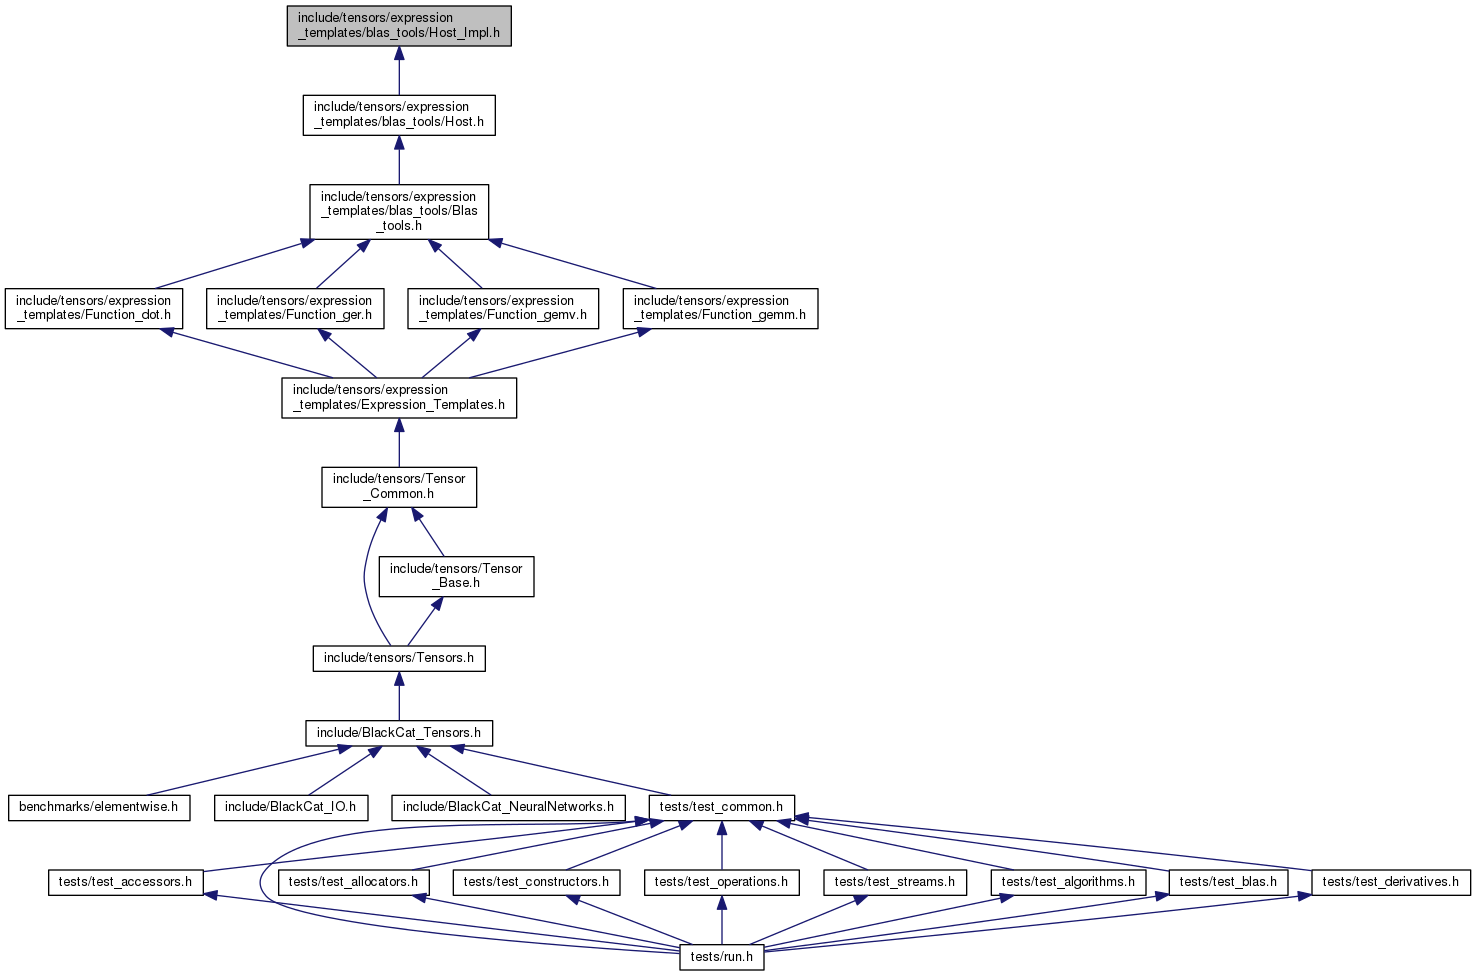 include/tensors/expression
_templates/blas_tools/Host_Impl.h
include/tensors/expression
_templates/blas_tools/Host.h
include/tensors/expression
_templates/blas_tools/Blas
_tools.h
include/tensors/expression
_templates/Function_dot.h
include/tensors/expression
_templates/Function_ger.h
include/tensors/expression
_templates/Function_gemv.h
include/tensors/expression
_templates/Function_gemm.h
include/tensors/expression
_templates/Expression_Templates.h
include/tensors/Tensor
_Common.h
include/tensors/Tensor
_Base.h
include/tensors/Tensors.h
include/BlackCat_Tensors.h
benchmarks/elementwise.h
include/BlackCat_IO.h
include/BlackCat_NeuralNetworks.h
tests/test_common.h
tests/test_accessors.h
tests/test_allocators.h
tests/test_constructors.h
tests/test_operations.h
tests/test_streams.h
tests/test_algorithms.h
tests/test_blas.h
tests/test_derivatives.h
tests/run.h